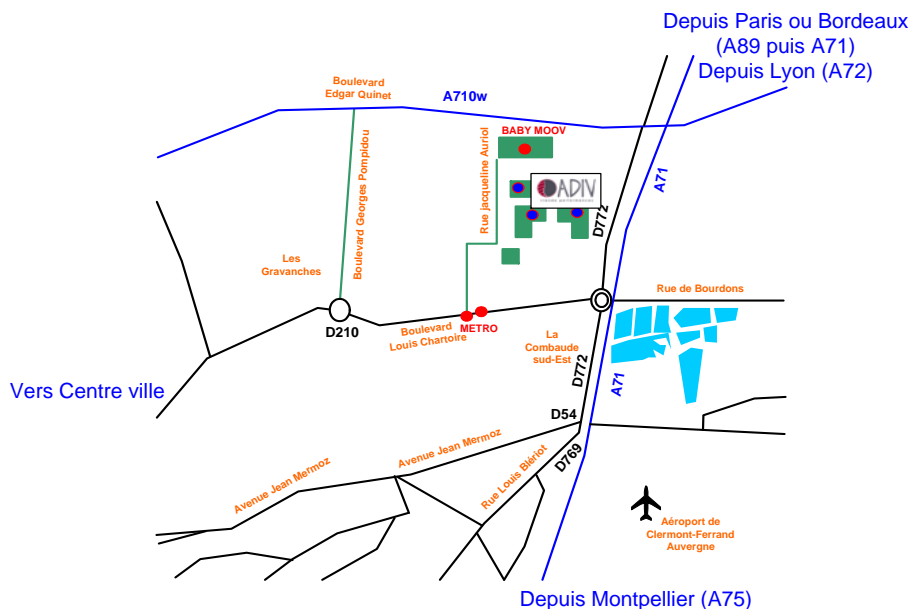 Depuis Paris ou Bordeaux
(A89 puis A71)
Depuis Lyon (A72)
Boulevard
Edgar Quinet
A710w
BABY MOOV
Rue jacqueline Auriol
Boulevard Georges Pompidou
ADIV
A71
D772
Les
Gravanches
Rue de Bourdons
D210
METRO
Boulevard
Louis Chartoire
La
Combaude
sud-Est
D772
A71
Vers Centre ville
D54
Avenue Jean Mermoz
Avenue Jean Mermoz
Rue Louis Blériot
D769
Aéroport de
Clermont-Ferrand
Auvergne
Depuis Montpellier (A75)